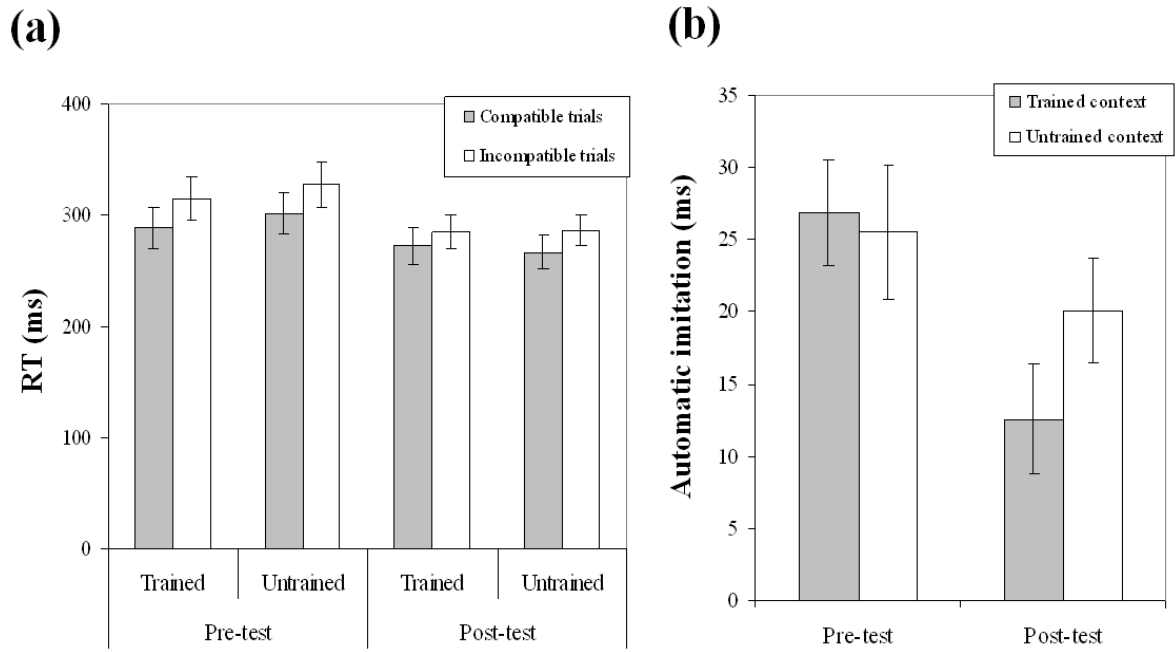 (a)
RT (ms)
400
300
200
100
0
Compatible trials
Incompatible trials
Trained Untrained Trained Untrained
Pre-test Post-test
(b)
Automatic imitation (ms)
35
30
25
20
15
10
5
0
Trained context
Untrained context
Pre-test Post-test